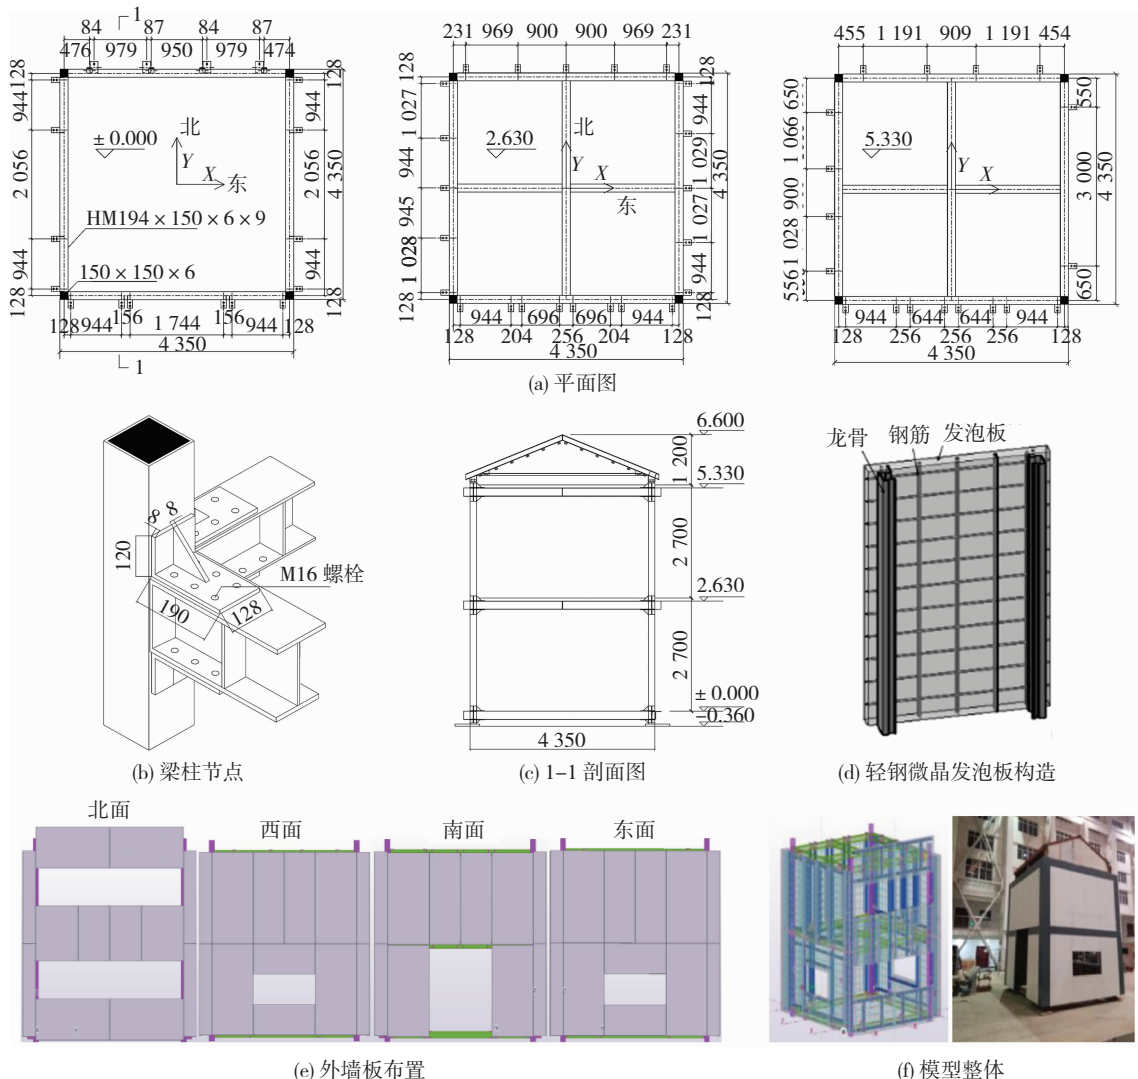 1
84 87 84 87
476 979 950 979 474
128 128
944 944
± 0.000 北
Y X 东
2 056 2 056 4 350
HM194×150×6×9
150×150×6
944 944
128 128
156 156
128 944 1 744 944 128
4 350
1
231 969 900 900 969 231
128 128
1 027 944
2.630 北
1 029
Y X
944 4 350
东
945 1 027
1 028 944
128 128
944 696 696 944
128 204 256 204 128
4 350
455 1 191 909 1 191 454
650 550
1 066
5.330
Y X
3 000 4 350
900
1 028
5561 650
944 644 644 944
128 256 256 256 128
4 350
(a) 平面图
8 8
120
M16 螺栓
190 128
(b) 梁柱节点
6.600
1 200
5.330
2 700
2.630
2 700
± 0.000
-0.360
4 350
(c) 1-1 剖面图
龙骨 钢筋 发泡板
(d) 轻钢微晶发泡板构造
北面 西面 南面 东面
(e) 外墙板布置
(f) 模型整体